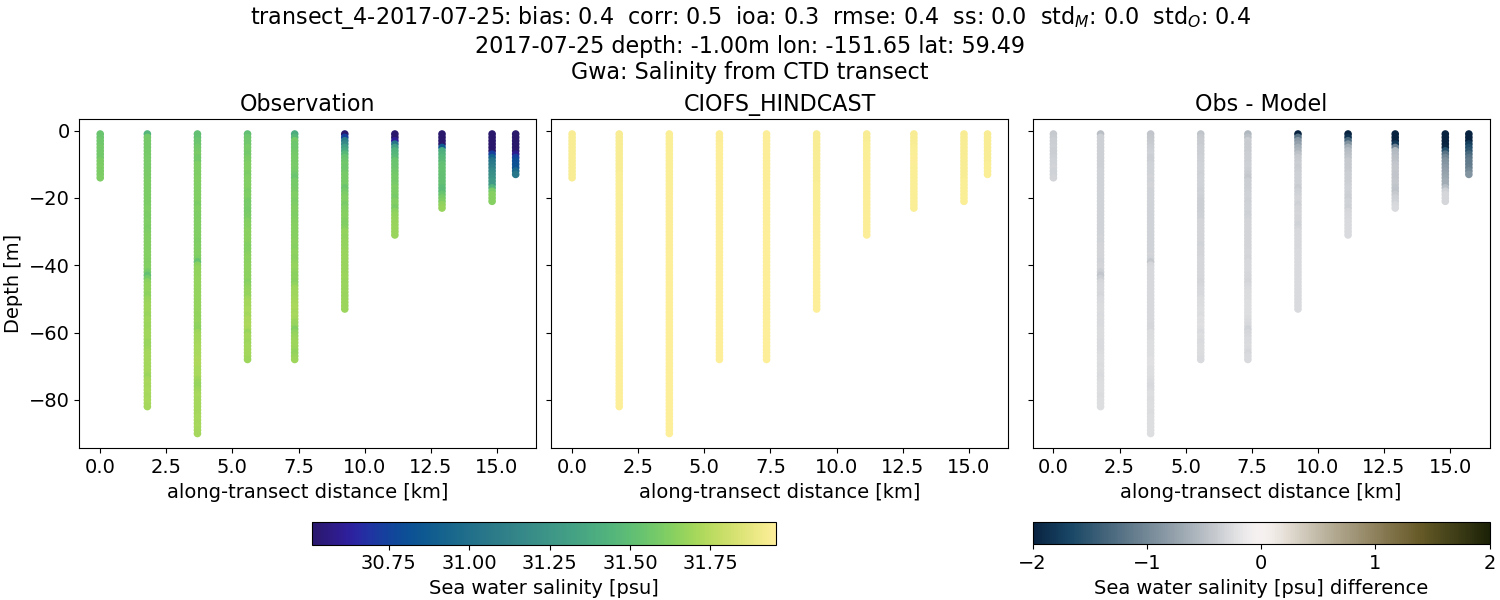 transect_4-2017-07-25: bias: 0.4 corr: 0.5 ioa: 0.3 rmse: 0.4 ss: 0.0 std_M: 0.0 std_O: 0.4
2017-07-25 depth: -1.00m lon: -151.65 lat: 59.49
Gwa: Salinity from CTD transect
Observation
CIOFS_HINDCAST
Obs - Model
Depth [m]
0
−20
−40
−60
−80
0.0 2.5 5.0 7.5 10.0 12.5 15.0
0.0 2.5 5.0 7.5 10.0 12.5 15.0
0.0 2.5 5.0 7.5 10.0 12.5 15.0
along-transect distance [km]
along-transect distance [km]
along-transect distance [km]
30.75 31.00 31.25 31.50 31.75
Sea water salinity [psu]
−2 −1 0 1 2
Sea water salinity [psu] difference